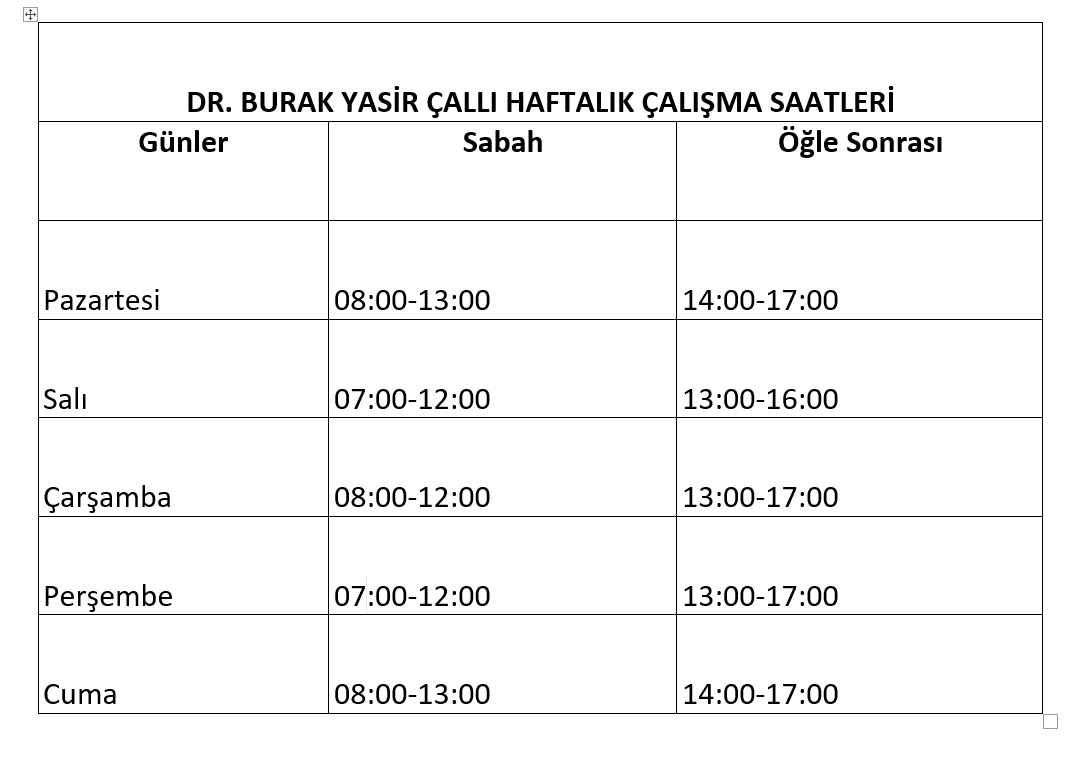 DR. BURAK YASİR ÇALLI HAFTALIK ÇALIŞMA SAATLERİ
Günler Sabah Öğle Sonrası
Pazartesi 08:00-13:00 14:00-17:00
Salı 07:00-12:00 13:00-16:00
Çarşamba 08:00-12:00 13:00-17:00
Perşembe 07:00-12:00 13:00-17:00
Cuma 08:00-13:00 14:00-17:00